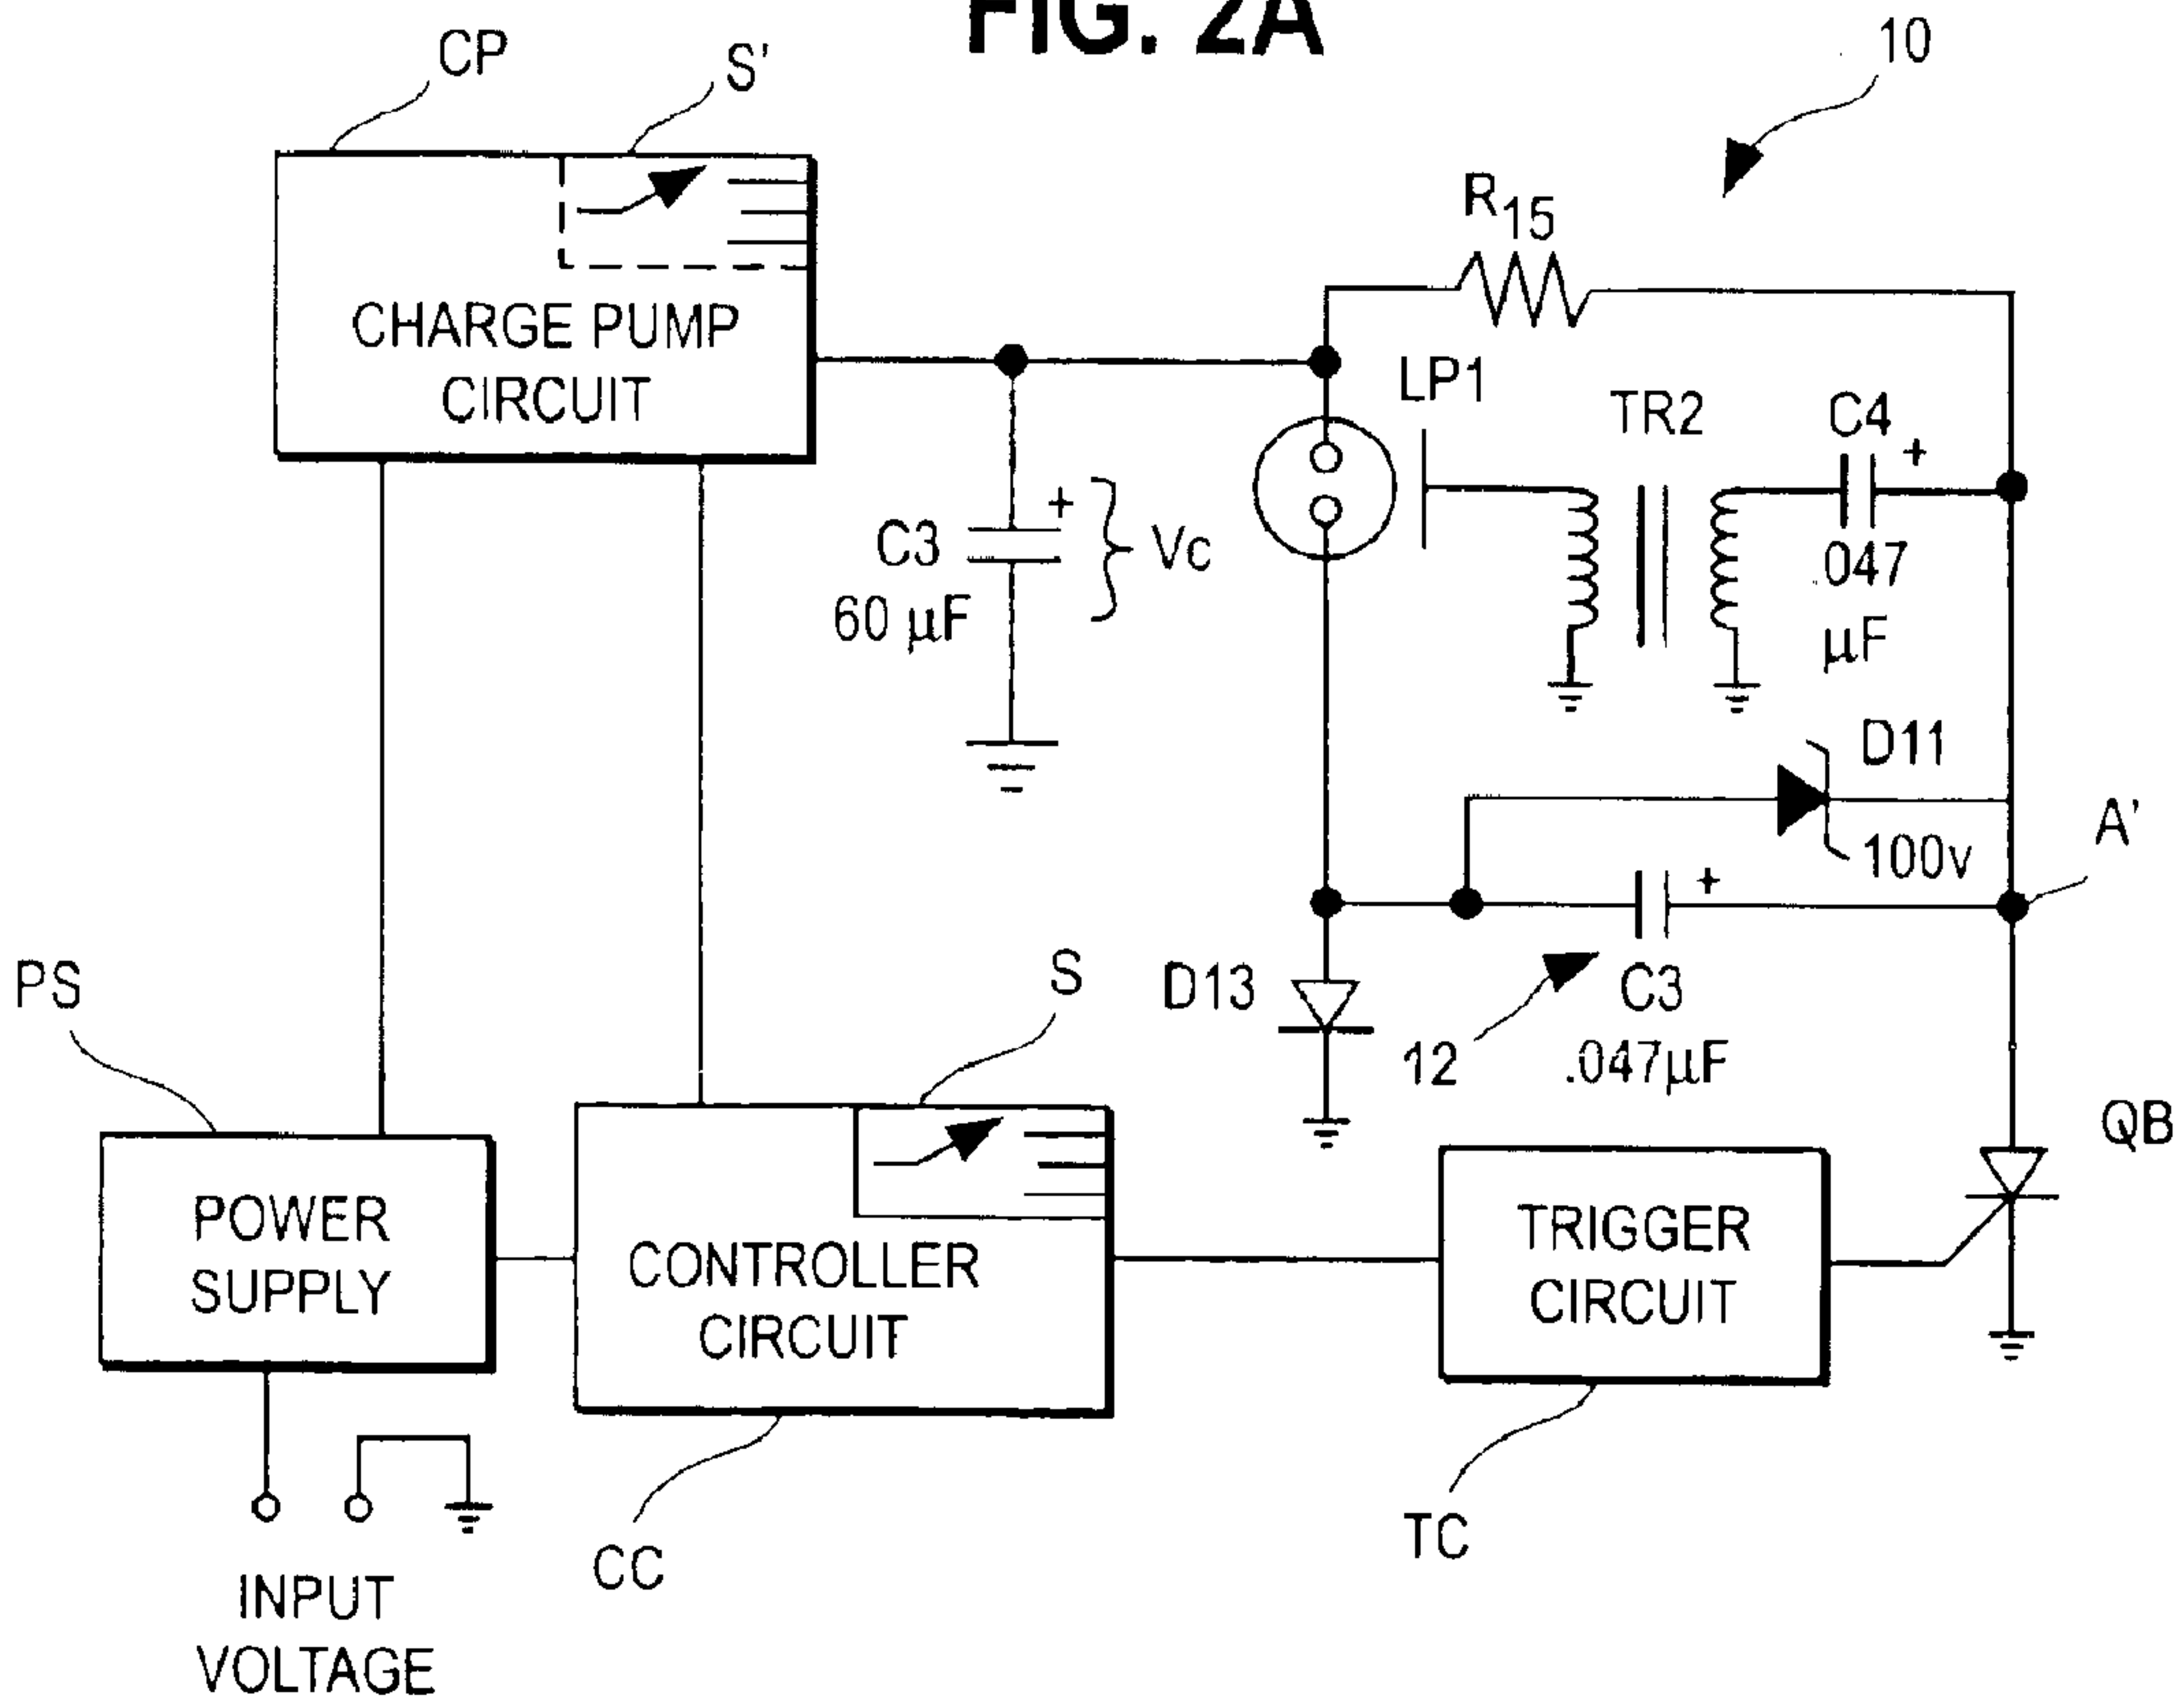 FIG. 2A
CP
S'
10
CHARGE PUMP
CIRCUIT
R15
LP1
TR2
C4
+
.047
µF
C3
60 µF
+
Vc
D11
100v
A'
D13
+
12
C3
.047µF
PS
S
QB
POWER
SUPPLY
CONTROLLER
CIRCUIT
TRIGGER
CIRCUIT
CC
TC
INPUT
VOLTAGE